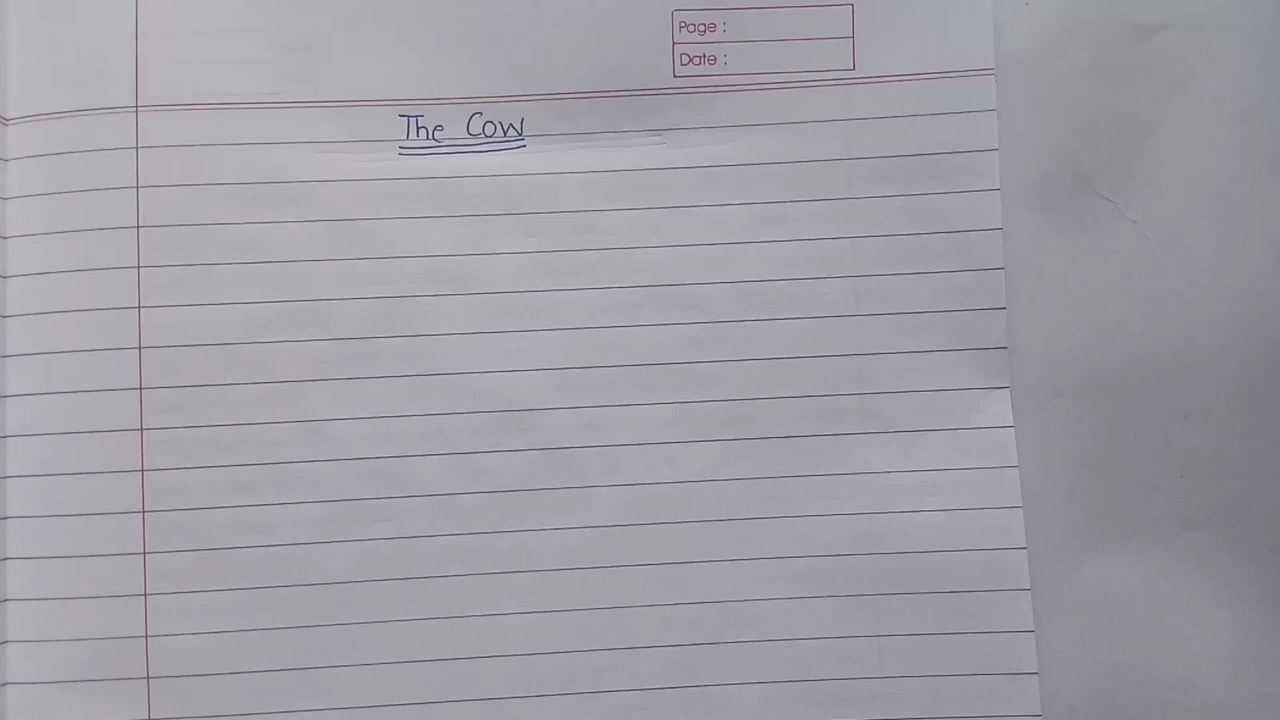 Page :
Date :
The Cow